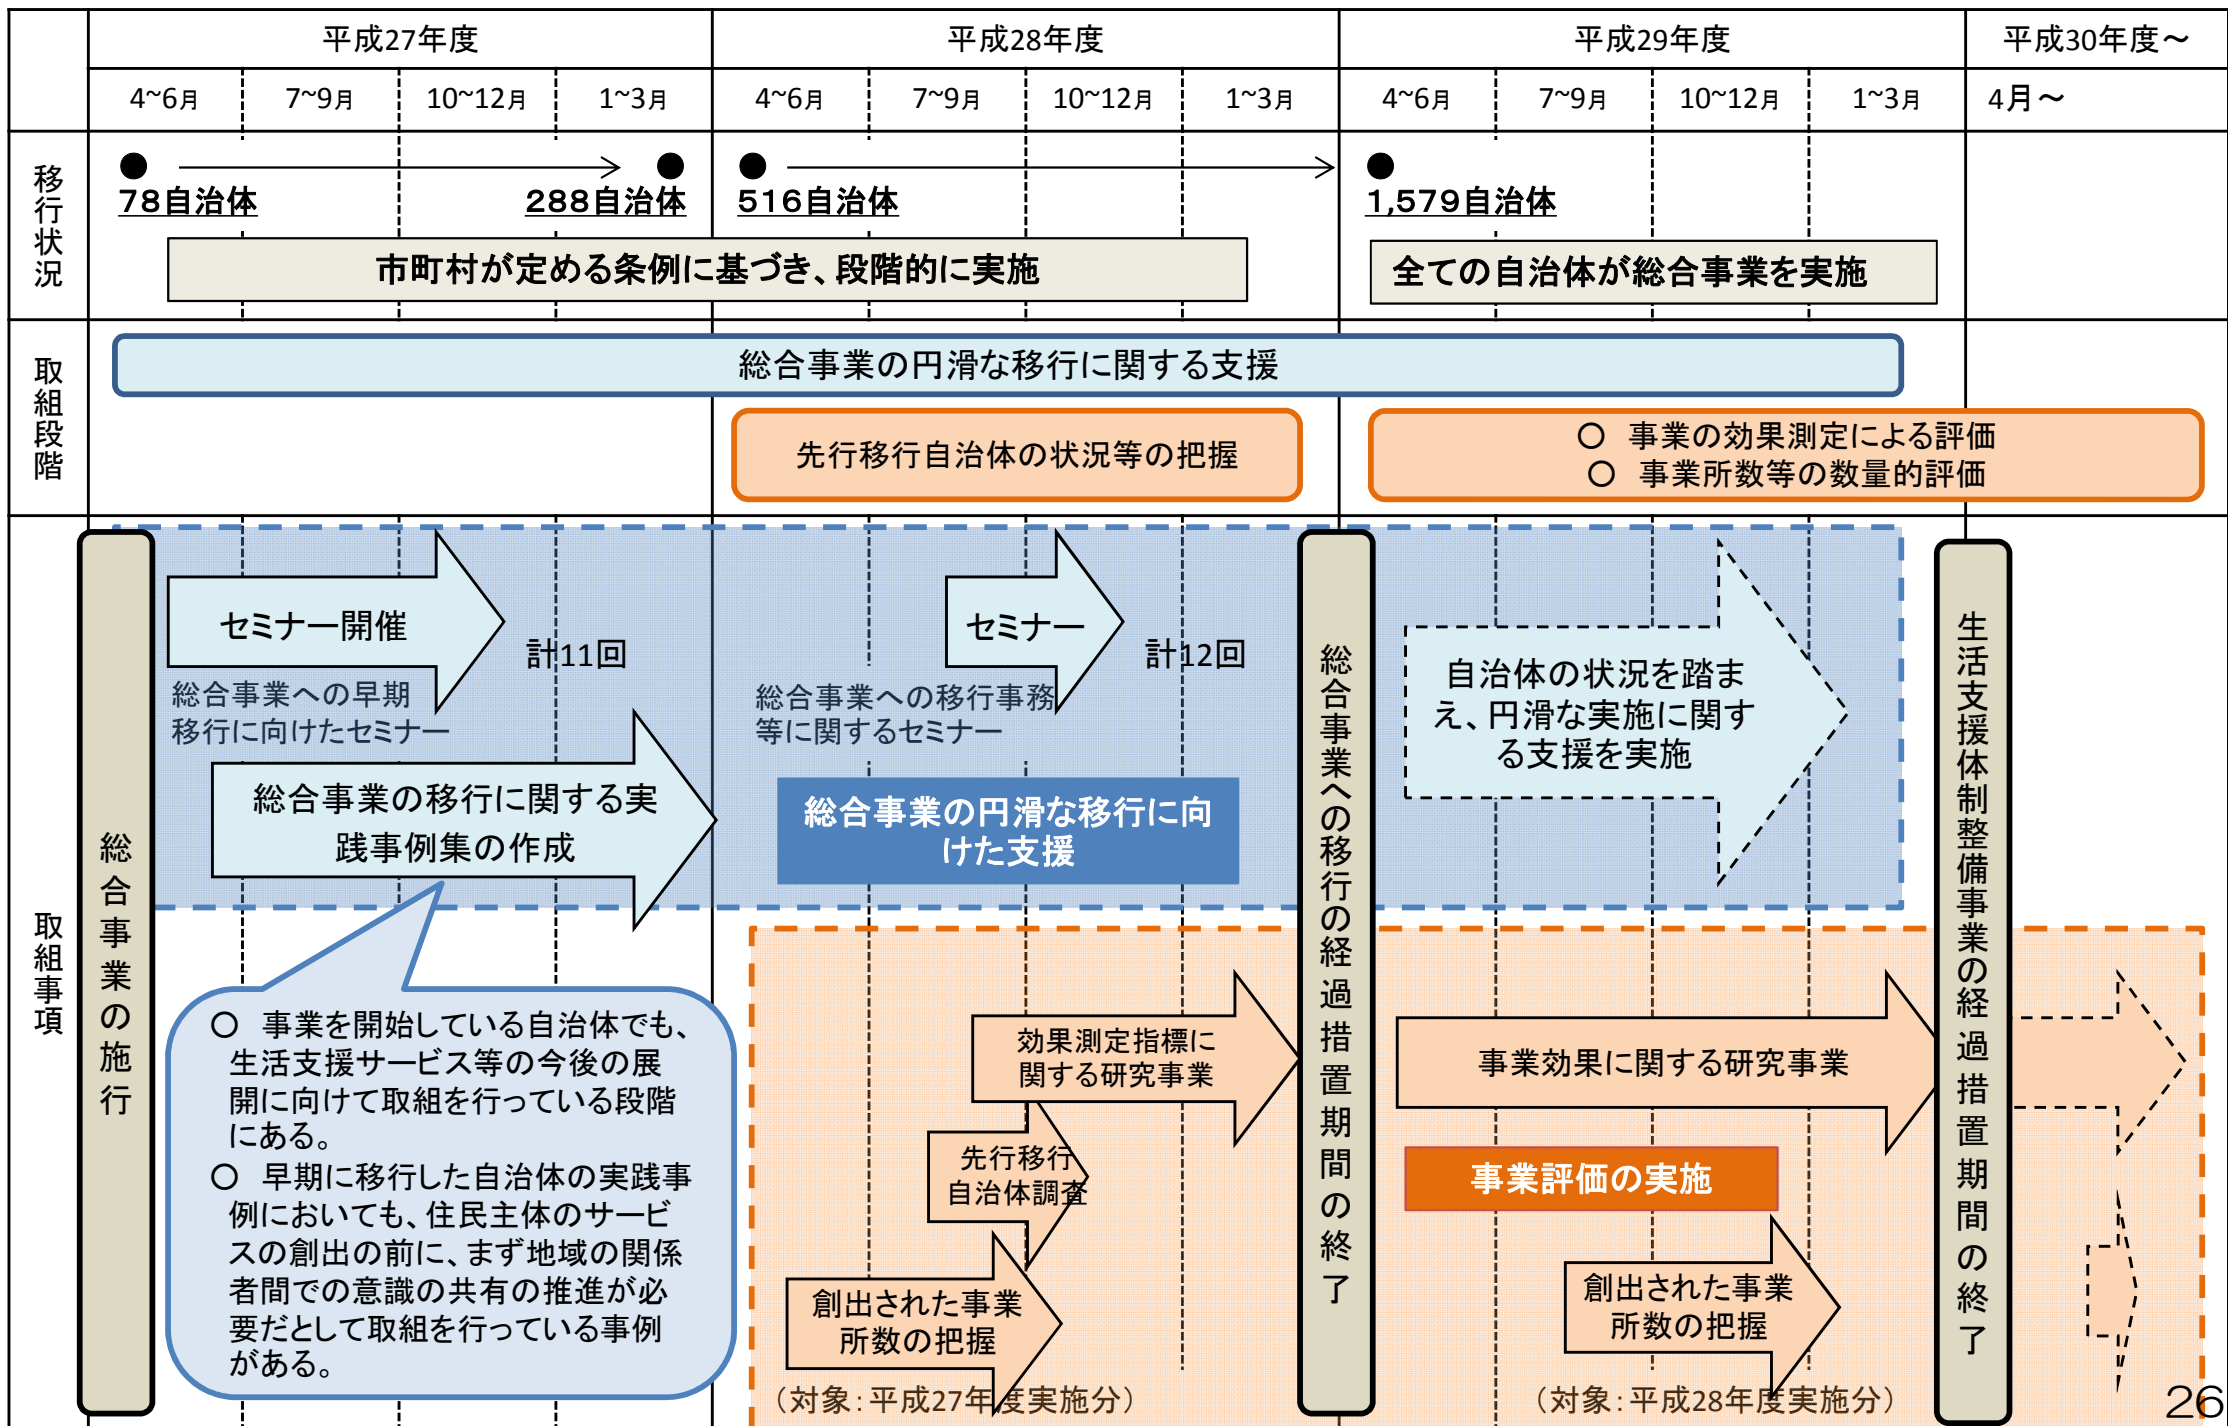 平成27年度
平成28年度
平成29年度
平成30年度～
4~6月
7~9月
10~12月
1~3月
4~6月
7~9月
10~12月
1~3月
4~6月
7~9月
10~12月
1~3月
4月～
移行状況
78自治体
288自治体
516自治体
1,579自治体
市町村が定める条例に基づき、段階的に実施
全ての自治体が総合事業を実施
取組段階
総合事業の円滑な移行に関する支援
先行移行自治体の状況等の把握
○ 事業の効果測定による評価
○ 事業所数等の数量的評価
取組事項
総合事業の施行
セミナー開催
計11回
総合事業への早期
移行に向けたセミナー
総合事業の移行に関する実
践事例集の作成
○ 事業を開始している自治体でも、
生活支援サービス等の今後の展
開に向けて取組を行っている段階
にある。
○ 早期に移行した自治体の実践事
例においても、住民主体のサービ
スの創出の前に、まず地域の関係
者間での意識の共有の推進が必
要だとして取組を行っている事例
がある。
セミナー
計12回
総合事業への移行事務
等に関するセミナー
総合事業の円滑な移行に向
けた支援
効果測定指標に
関する研究事業
先行移行
自治体調査
創出された事業
所数の把握
（対象：平成27年度実施分）
総合事業への移行の経過措置期間の終了
自治体の状況を踏ま
え、円滑な実施に関す
る支援を実施
事業効果に関する研究事業
事業評価の実施
創出された事業
所数の把握
（対象：平成28年度実施分）
生活支援体制整備事業の経過措置期間の終了
26